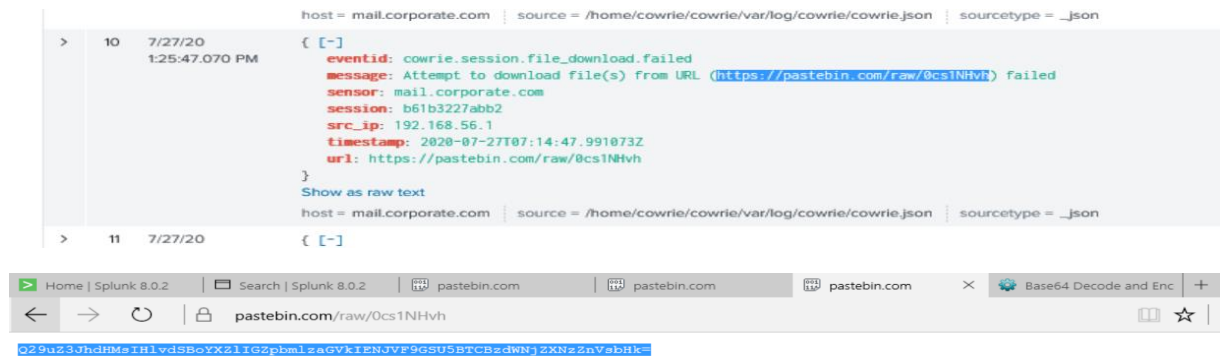 host = mail.corporate.com source = /home/cowrie/cowrie/var/log/cowrie/cowrie.json sourcetype = _json
> 10 7/27/20 { [-]
1:25:47.070 PM eventid: cowrie.session.file_download.failed
message: Attempt to download file(s) from URL (https://pastebin.com/raw/0cs1NHvh) failed
sensor: mail.corporate.com
session: b61b3227abb2
src_ip: 192.168.56.1
timestamp: 2020-07-27T07:14:47.991073Z
url: https://pastebin.com/raw/0cs1NHvh
}
Show as raw text
host = mail.corporate.com source = /home/cowrie/cowrie/var/log/cowrie/cowrie.json sourcetype = _json
> 11 7/27/20 { [-]
Home | Splunk 8.0.2 Search | Splunk 8.0.2 pastebin.com pastebin.com pastebin.com Base64 Decode and Enc
pastebin.com/raw/0cs1NHvh
Q29uZ3JhdHMsIHlvdSBoYXZlIGZpbmlzaGVkIENJVF9GSU5BTCBzdWNjZXNzZnVsbHk=